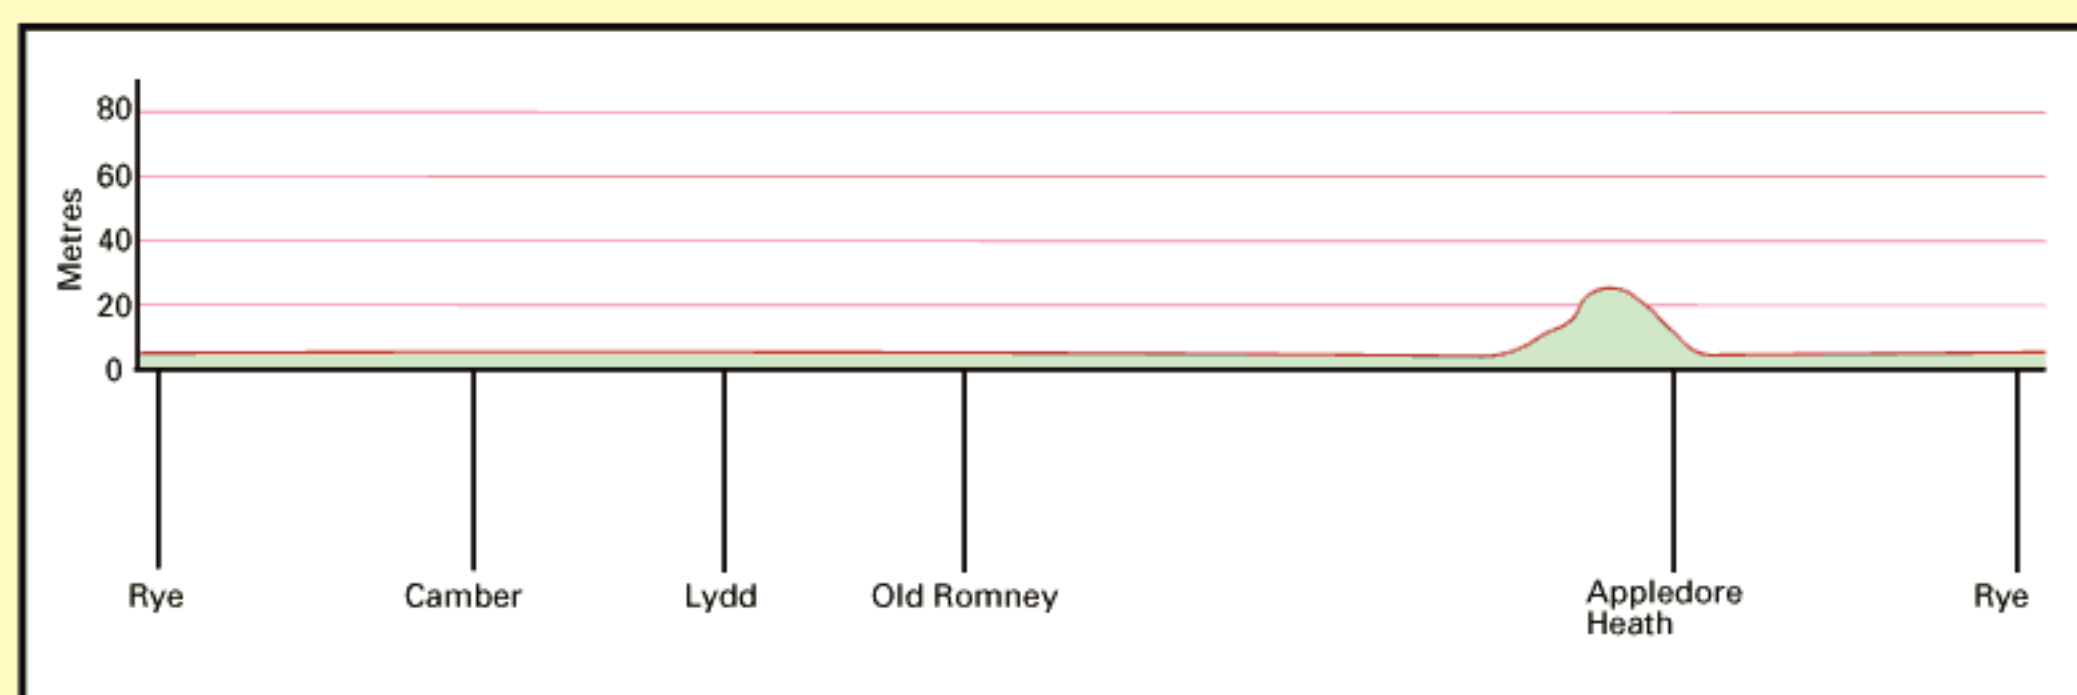 80
60
40
20
0
Metres
Rye
Camber
Lydd
Old Romney
Appledore
Heath
Rye